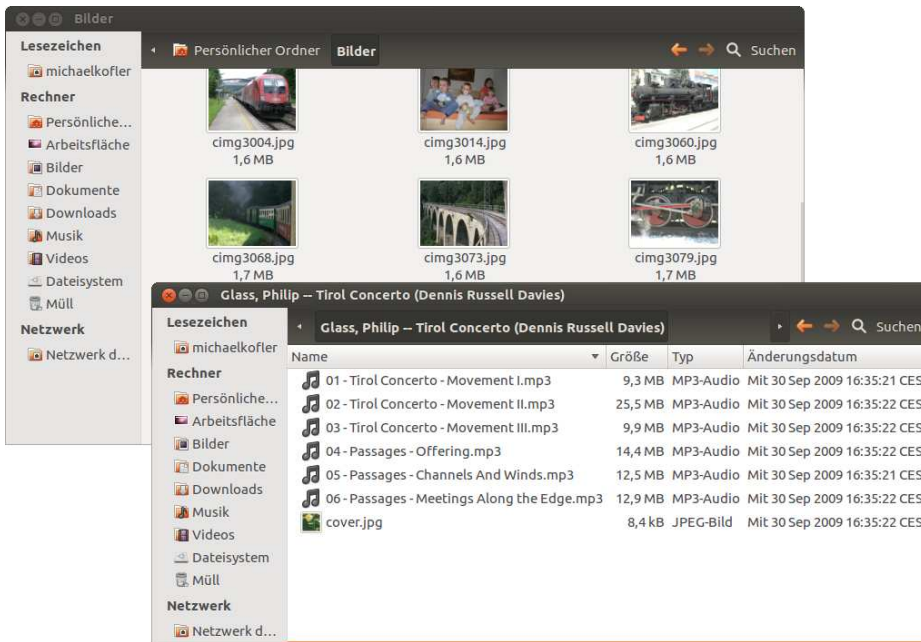 Bilder
Lesezeichen
michaelkofler
Rechner
Persönliche...
Arbeitsfläche
Bilder
Dokumente
Downloads
Musik
Videos
Dateisystem
Müll
Netzwerk
Netzwerk d...
Persönlicher Ordner Bilder Suchen
cimg3004.jpg cimg3014.jpg cimg3060.jpg
1,6 MB 1,6 MB 1,6 MB
cimg3068.jpg cimg3073.jpg cimg3079.jpg
1,7 MB 1,6 MB 1,7 MB
Glass, Philip -- Tirol Concerto (Dennis Russell Davies)
Lesezeichen
michaelkofler
Rechner
Persönliche...
Arbeitsfläche
Bilder
Dokumente
Downloads
Musik
Videos
Dateisystem
Müll
Netzwerk
Netzwerk d...
Glass, Philip -- Tirol Concerto (Dennis Russell Davies) Suchen
Name Größe Typ Änderungsdatum
01 - Tirol Concerto - Movement I.mp3 9,3 MB MP3-Audio Mit 30 Sep 2009 16:35:21 CES
02 - Tirol Concerto - Movement II.mp3 25,5 MB MP3-Audio Mit 30 Sep 2009 16:35:22 CES
03 - Tirol Concerto - Movement III.mp3 9,9 MB MP3-Audio Mit 30 Sep 2009 16:35:22 CES
04 - Passages - Offering.mp3 14,4 MB MP3-Audio Mit 30 Sep 2009 16:35:22 CES
05 - Passages - Channels And Winds.mp3 12,5 MB MP3-Audio Mit 30 Sep 2009 16:35:21 CES
06 - Passages - Meetings Along the Edge.mp3 12,9 MB MP3-Audio Mit 30 Sep 2009 16:35:22 CES
cover.jpg 8,4 kB JPEG-Bild Mit 30 Sep 2009 16:35:22 CES